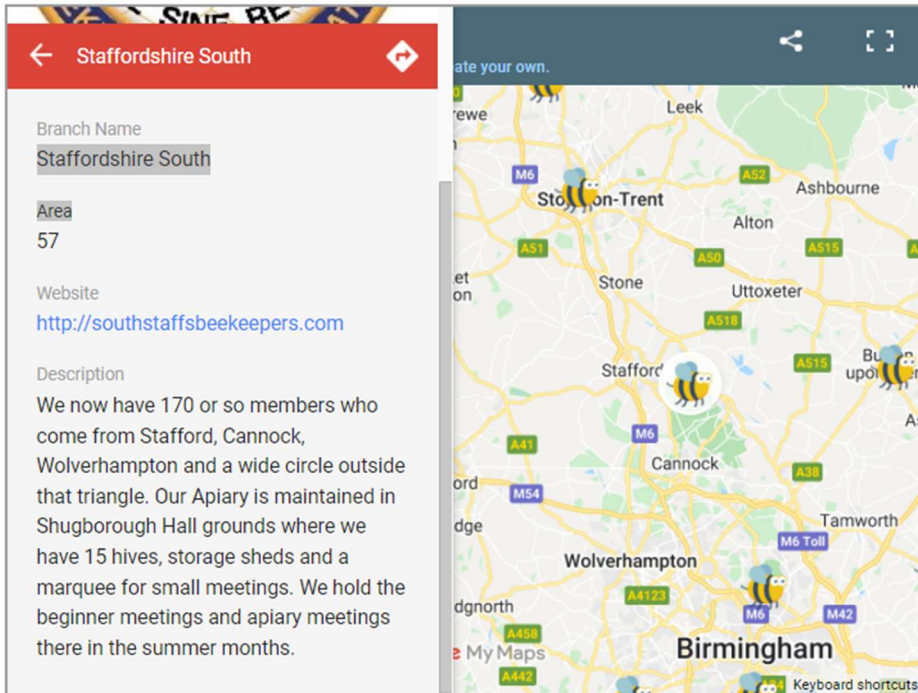 SINE BE
Staffordshire South
Branch Name
Staffordshire South
Area
57
Website
http://southstaffsbeekeepers.com
Description
We now have 170 or so members who
come from Stafford, Cannock,
Wolverhampton and a wide circle outside
that triangle. Our Apiary is maintained in
Shugborough Hall grounds where we
have 15 hives, storage sheds and a
marquee for small meetings. We hold the
beginner meetings and apiary meetings
there in the summer months.
ate your own.
Leek
M6
A52
Ashbourne
Alton
A51
A515
A50
Stone
Uttoxeter
A518
Stafford
A515
M6
A41
Cannock
A38
M54
Tamworth
M6 Toll
Wolverhampton
A4123
M6
M42
A458
Birmingham
My Maps
A442
Keyboard shortcuts